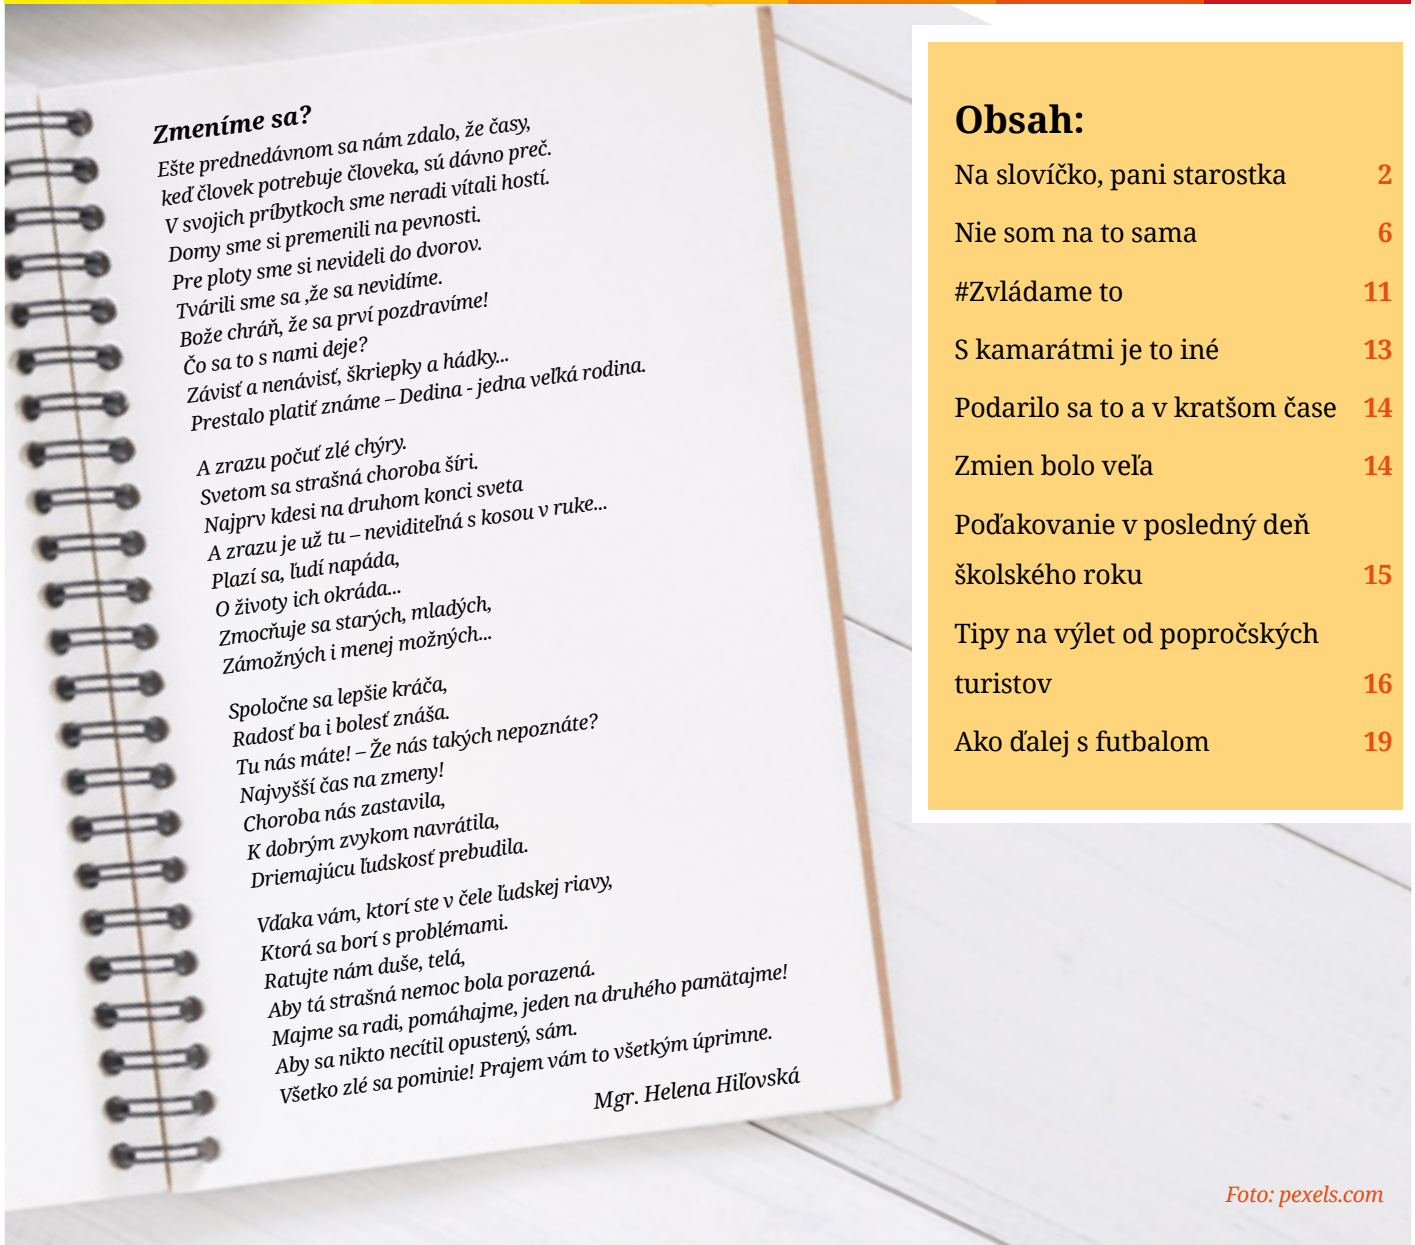 Zmeníme sa?
Ešte prednedávnom sa nám zdalo, že časy,
keď človek potrebuje človeka, sú dávno preč.
V svojich príbytkoch sme neradi vítali hostí.
Domy sme si premenili na pevnosti.
Pre ploty sme si nevideli do dvorov.
Tvárili sme sa ,že sa nevidíme.
Bože chráň, že sa prví pozdravíme!
Čo sa to s nami deje?
Závisť a nenávisť, škriepky a hádky...
Prestalo platiť známe – Dedina - jedna veľká rodina.
A zrazu počuť zlé chýry.
Svetom sa strašná choroba šíri.
Najprv kdesi na druhom konci sveta
A zrazu je už tu – neviditeľná s kosou v ruke...
Plazí sa, ľudí napáda,
O životy ich okráda...
Zmocňuje sa starých, mladých,
Zámožných i menej možných...
Spoločne sa lepšie kráča,
Radosť ba i bolesť znáša.
Tu nás máte! – Že nás takých nepoznáte?
Najvyšší čas na zmeny!
Choroba nás zastavila,
K dobrým zvykom navrátila,
Driemajúcu ľudskosť prebudila.
Vďaka vám, ktorí ste v čele ľudskej riavy,
Ktorá sa borí s problémami.
Ratujte nám duše, telá,
Aby tá strašná nemoc bola porazená.
Majme sa radi, pomáhajme, jeden na druhého pamätajme!
Aby sa nikto necítil opustený, sám.
Všetko zlé sa pominie! Prajem vám to všetkým úprimne.
Mgr. Helena Hiľovská
Obsah:
Na slovíčko, pani starostka 2
Nie som na to sama 6
#Zvládame to 11
S kamarátmi je to iné 13
Podarilo sa to a v kratšom čase 14
Zmien bolo veľa 14
Poďakovanie v posledný deň
školského roku 15
Tipy na výlet od popročských
turistov 16
Ako ďalej s futbalom 19
Foto: pexels.com